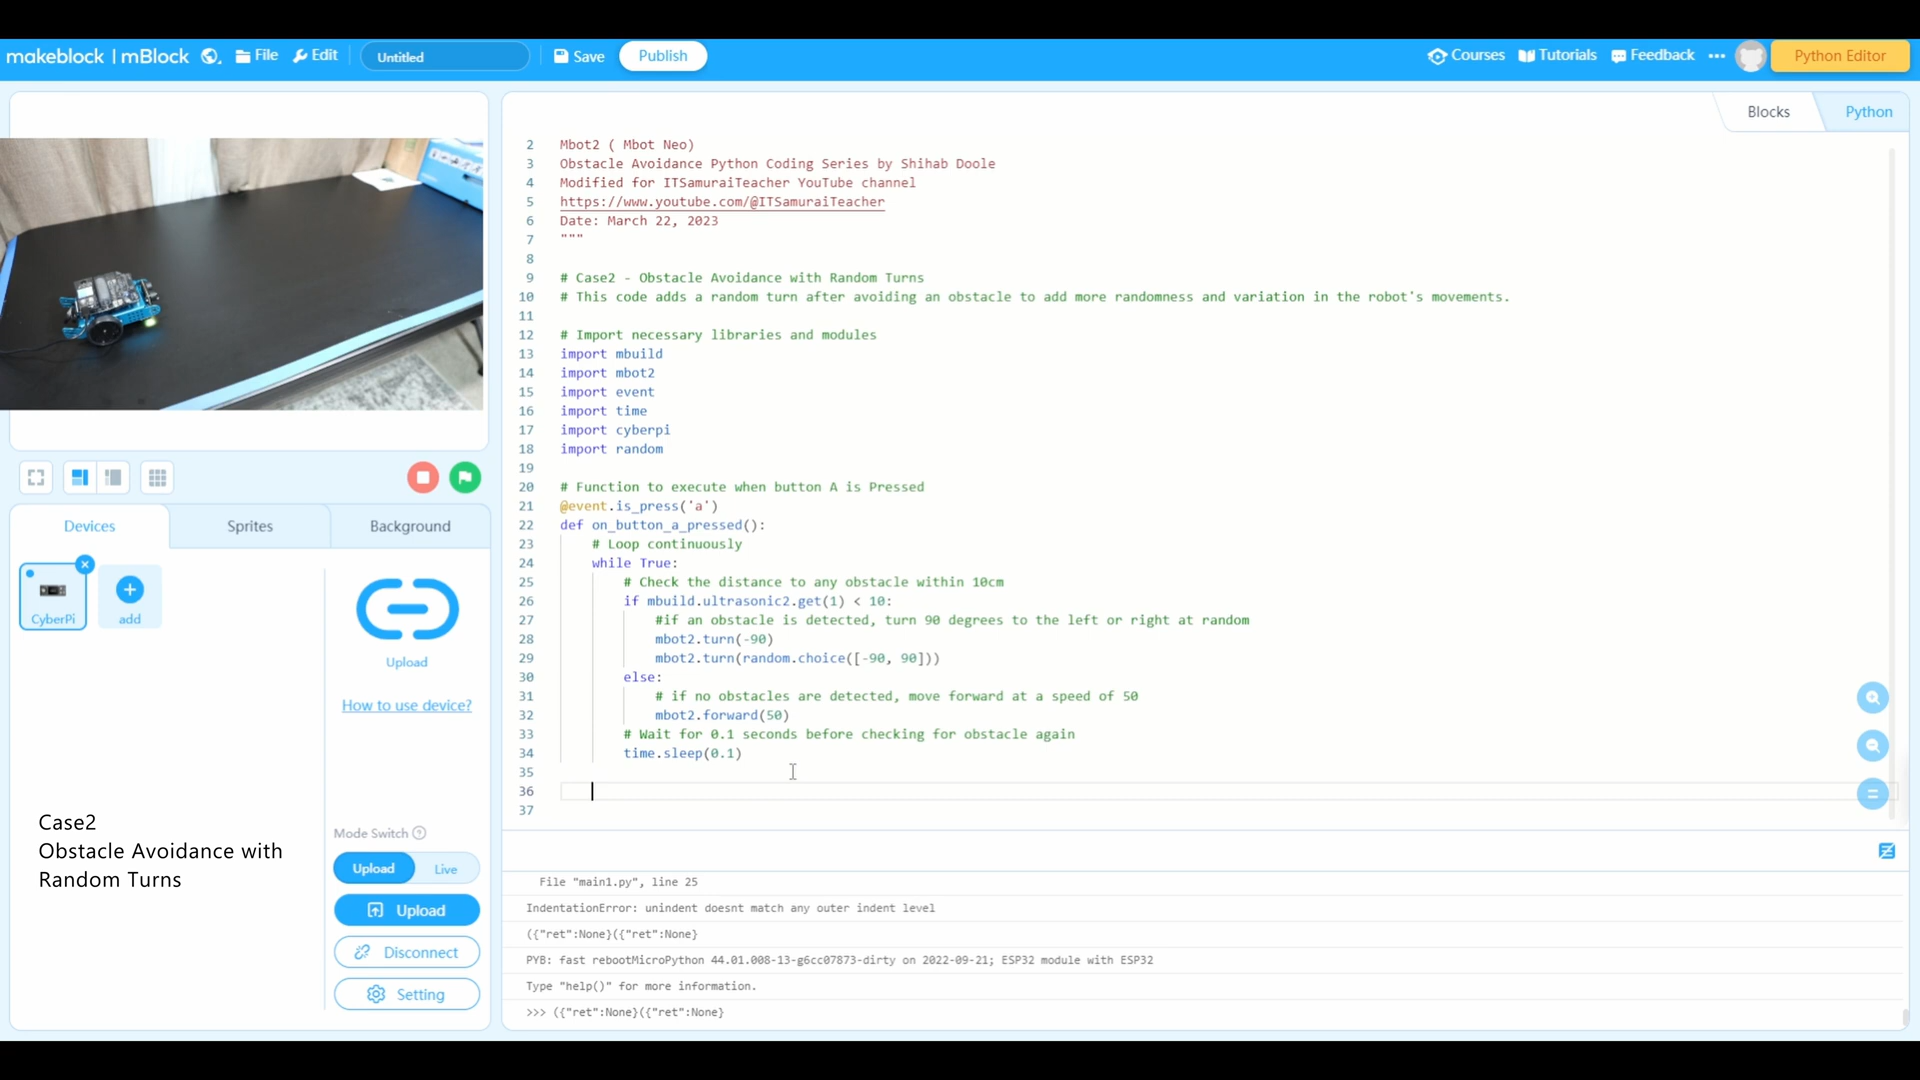 makeblock | mBlock File Edit Untitled Save Publish Courses Tutorials Feedback Python Editor
Blocks Python
2 Mbot2 ( Mbot Neo)
3 Obstacle Avoidance Python Coding Series by Shihab Doole
4 Modified for ITSamuraiTeacher YouTube channel
5 https://www.youtube.com/@ITSamuraiTeacher
6 Date: March 22, 2023
7 """
8
9 # Case2 - Obstacle Avoidance with Random Turns
10 # This code adds a random turn after avoiding an obstacle to add more randomness and variation in the robot's movements.
11
12 # Import necessary libraries and modules
13 import mbuild
14 import mbot2
15 import event
16 import time
17 import cyberpi
18 import random
19
20 # Function to execute when button A is Pressed
21 @event.is_press('a')
22 def on_button_a_pressed():
23 # Loop continuously
24 while True:
25 # Check the distance to any obstacle within 10cm
26 if mbuild.ultrasonic2.get(1) < 10:
27 #if an obstacle is detected, turn 90 degrees to the left or right at random
28 mbot2.turn(-90)
29 mbot2.turn(random.choice([-90, 90]))
30 else:
31 # if no obstacles are detected, move forward at a speed of 50
32 mbot2.forward(50)
33 # Wait for 0.1 seconds before checking for obstacle again
34 time.sleep(0.1)
35
36
37
Devices Sprites Background
CyberPi
add
Upload
How to use device?
Case2
Obstacle Avoidance with
Random Turns
Mode Switch ?
Upload Live
Upload
Disconnect
Setting
File "main1.py", line 25
IndentationError: unindent doesnt match any outer indent level
({"ret":None}({"ret":None}
PYB: fast rebootMicroPython 44.01.008-13-g6cc07873-dirty on 2022-09-21; ESP32 module with ESP32
Type "help()" for more information.
>>> ({"ret":None}({"ret":None}